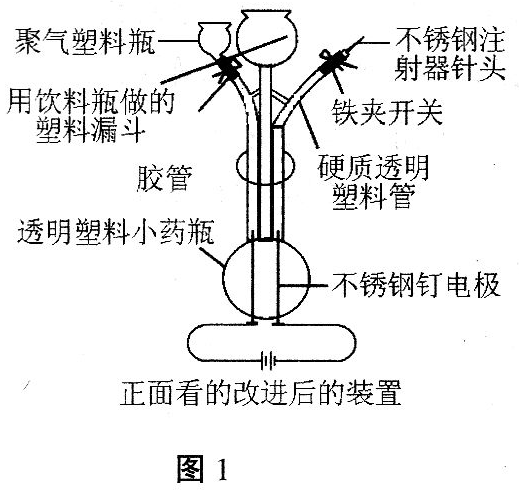 聚气塑料瓶
不锈钢注
射器针头
用饮料瓶做的
塑料漏斗
铁夹开关
胶管
硬质透明
塑料管
透明塑料小药瓶
不锈钢钉电极
正面看的改进后的装置
图1